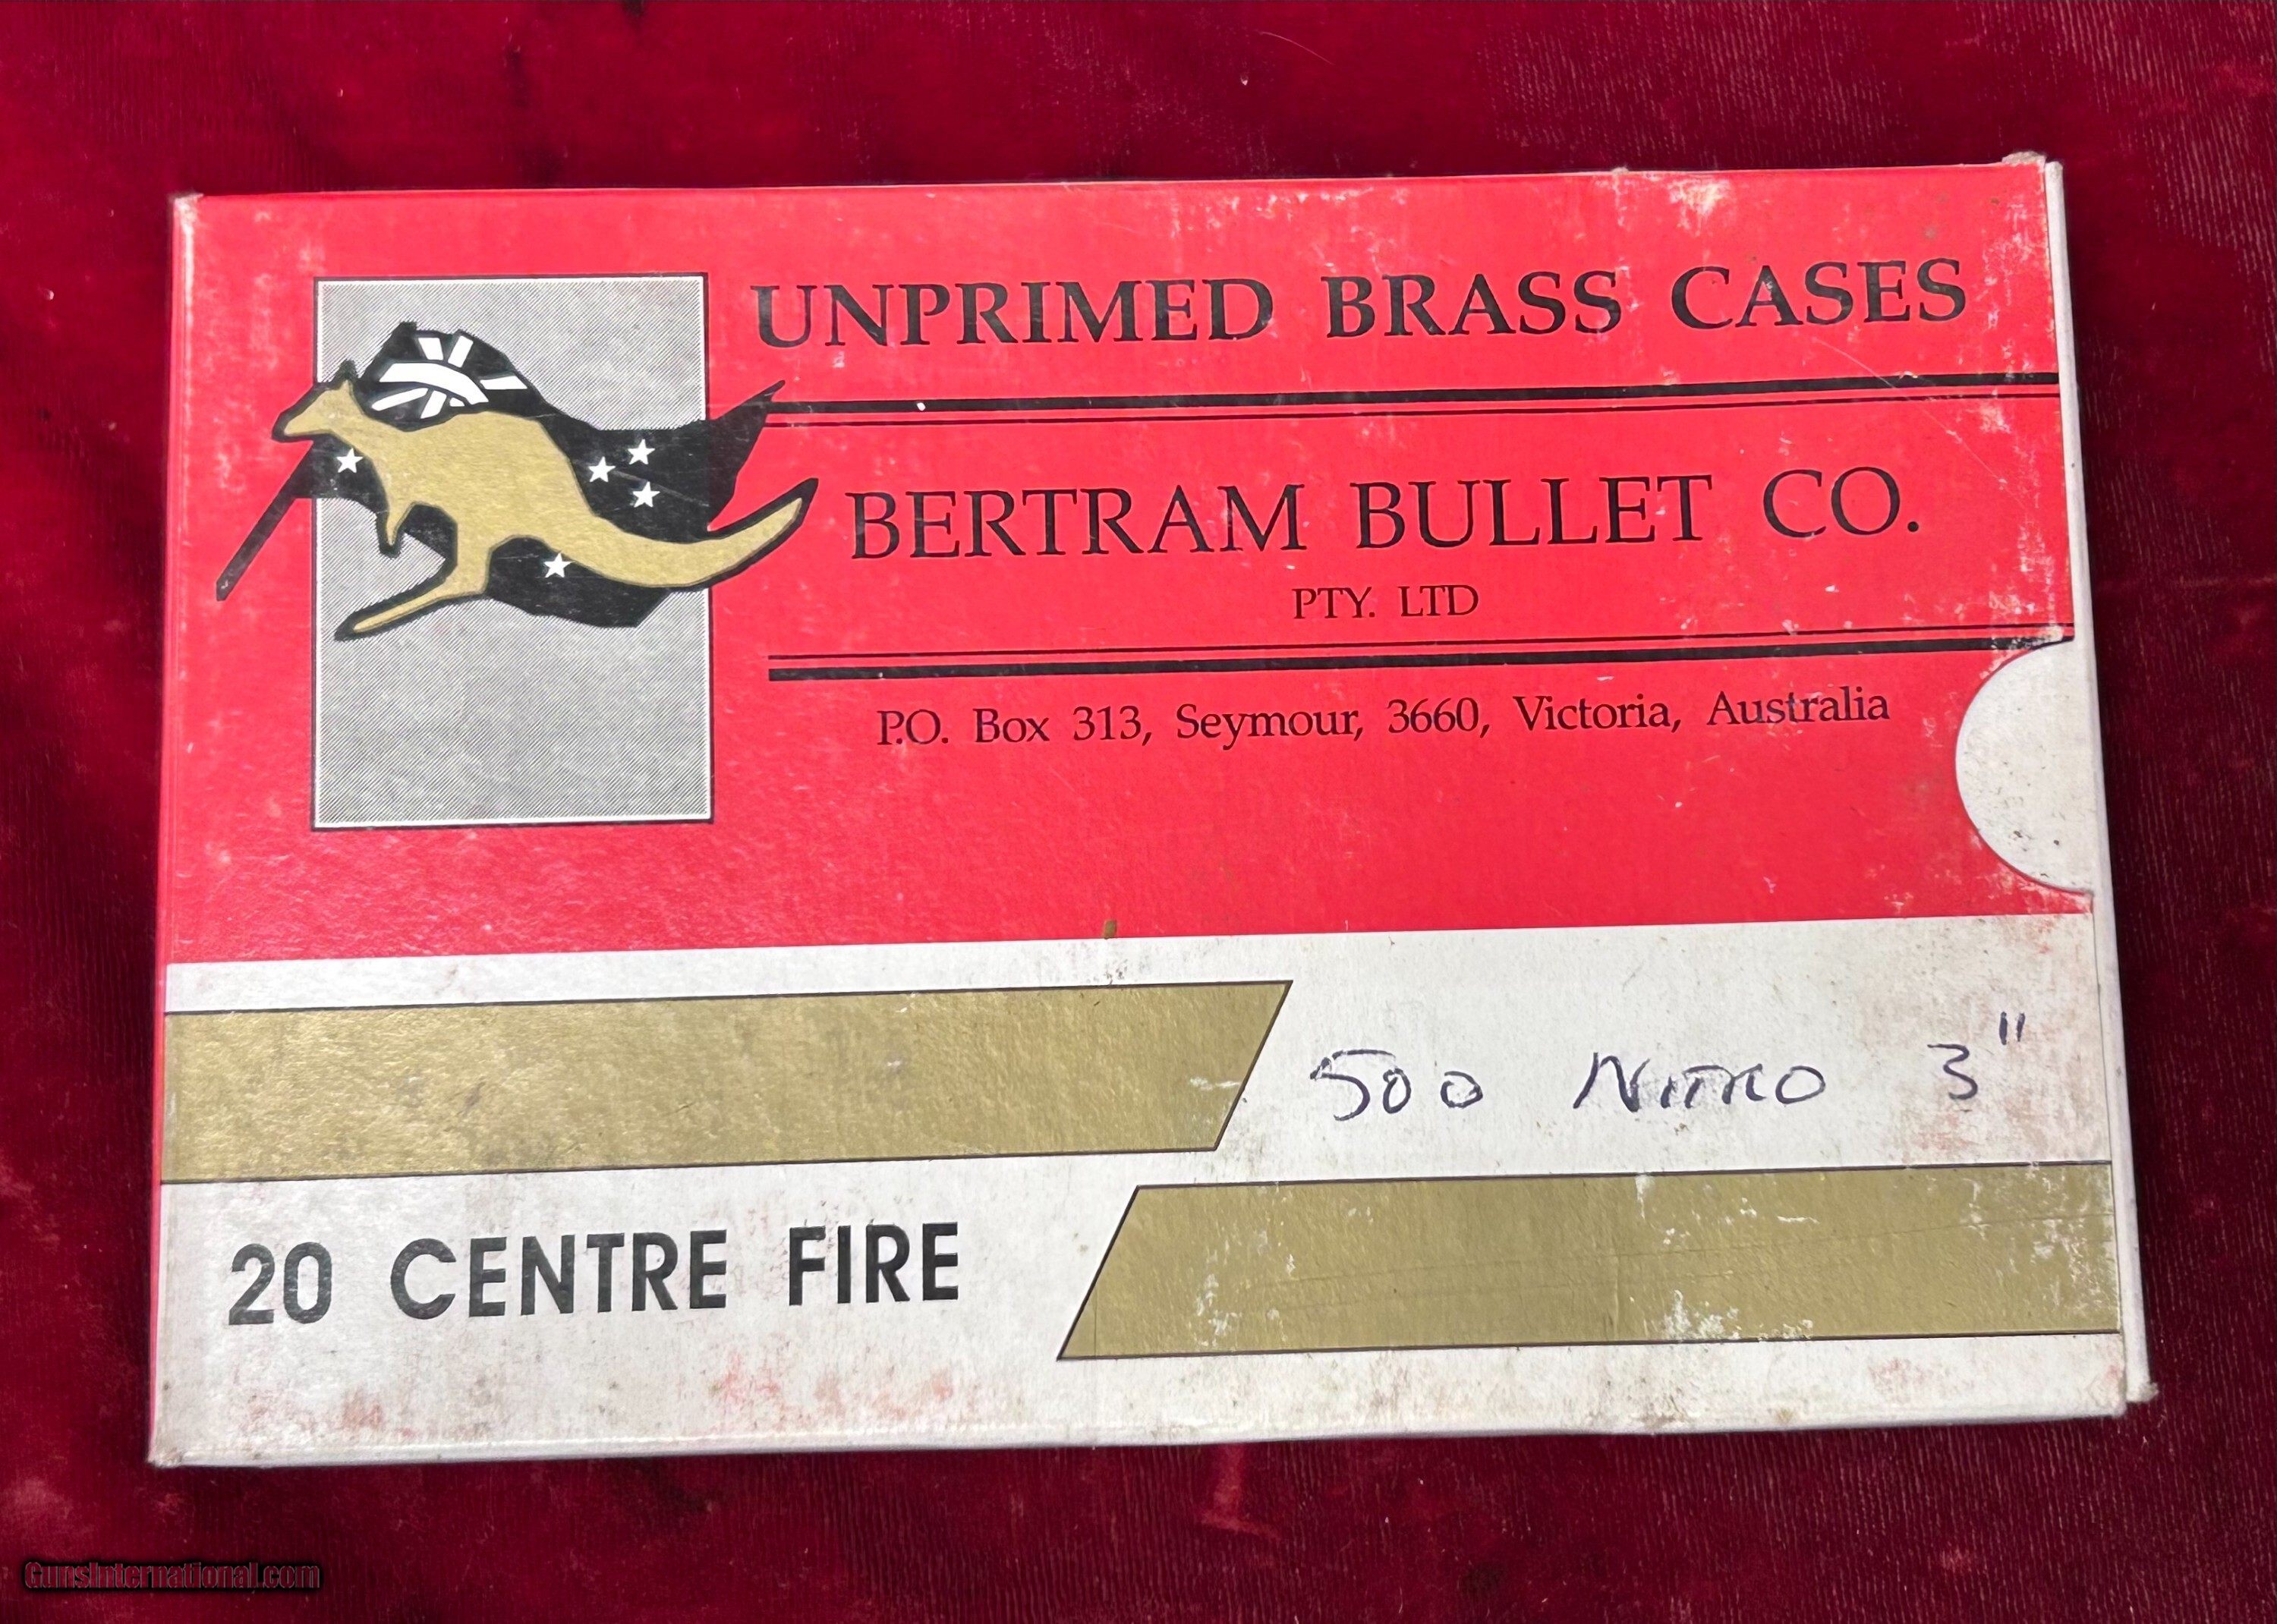 UNPRIMED BRASS CASES
BERTRAM BULLET CO.
PTY. LTD
P.O. Box 313, Seymour, 3660, Victoria, Australia
500 NITRO 3"
20 CENTRE FIRE
GunsInternational.com